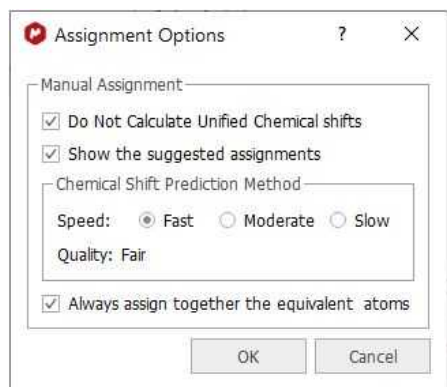 Assignment Options ?
Manual Assignment
Do Not Calculate Unified Chemical shifts
Show the suggested assignments
Chemical Shift Prediction Method
Speed: Fast Moderate Slow
Quality: Fair
Always assign together the equivalent atoms
OK Cancel